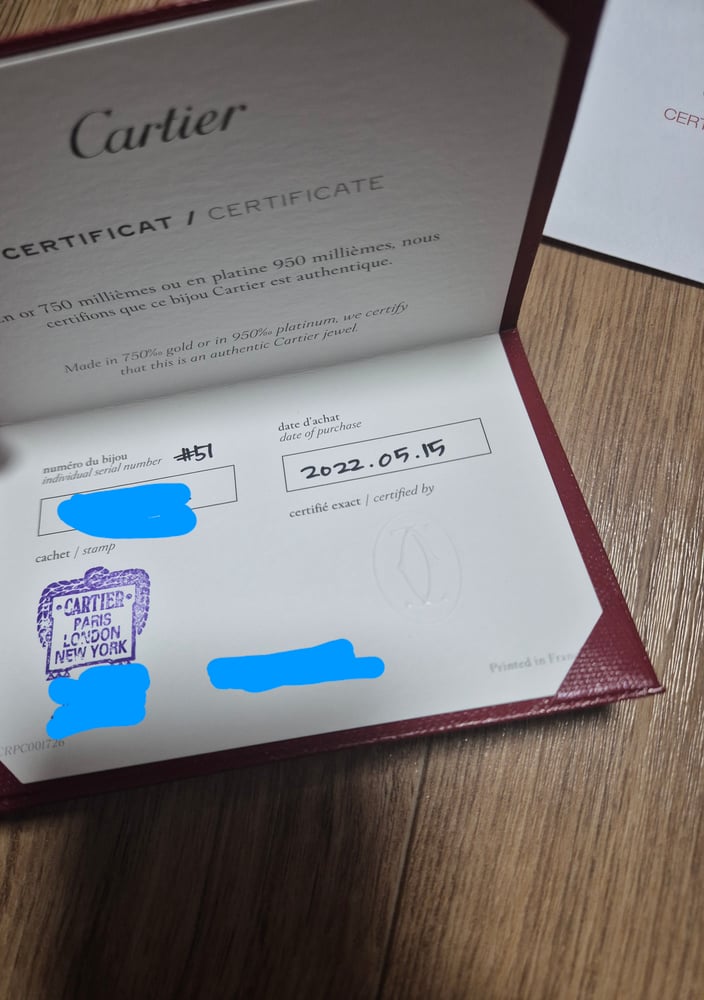 Cartier
CERTIFICAT / CERTIFICATE
or 750 millièmes ou en platine 950 millièmes, nous
certifions que ce bijou Cartier est authentique.
Made in 750‰ gold or in 950‰ platinum, we certify
that this is an authentic Cartier jewel.
CERT
numéro du bijou
individual serial number #51
date d'achat
date of purchase
2022.05.15
certifié exact / certified by
cachet / stamp
CARTIER
PARIS
LONDON
NEW YORK
Printed in
CRPC001726